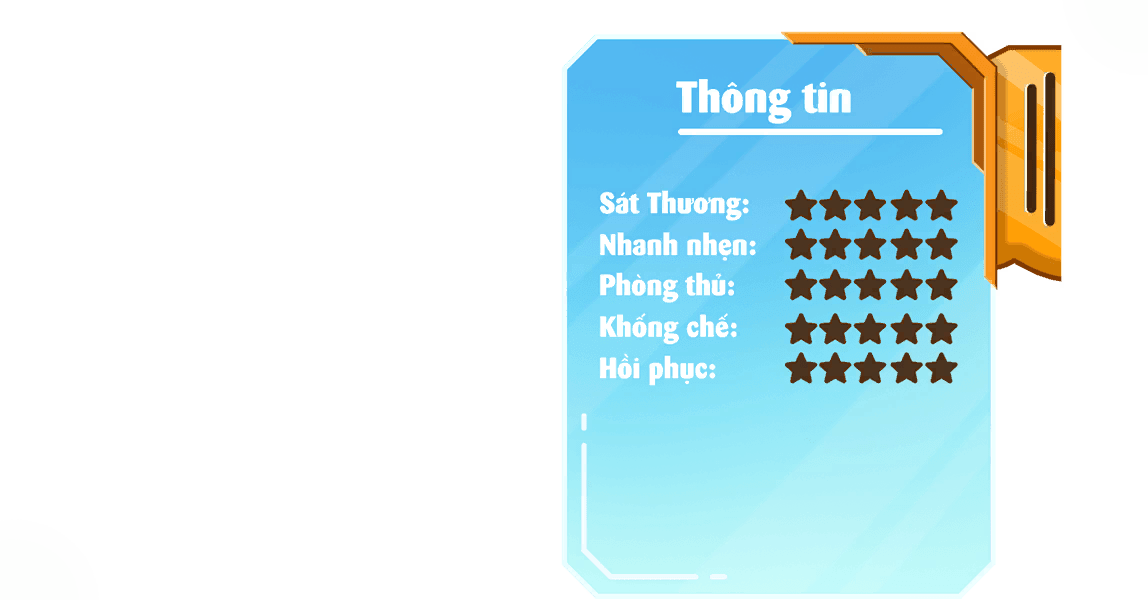 Thông tin
Sát Thương:
Nhanh nhẹn:
Phòng thủ:
Khống chế:
Hồi phục: